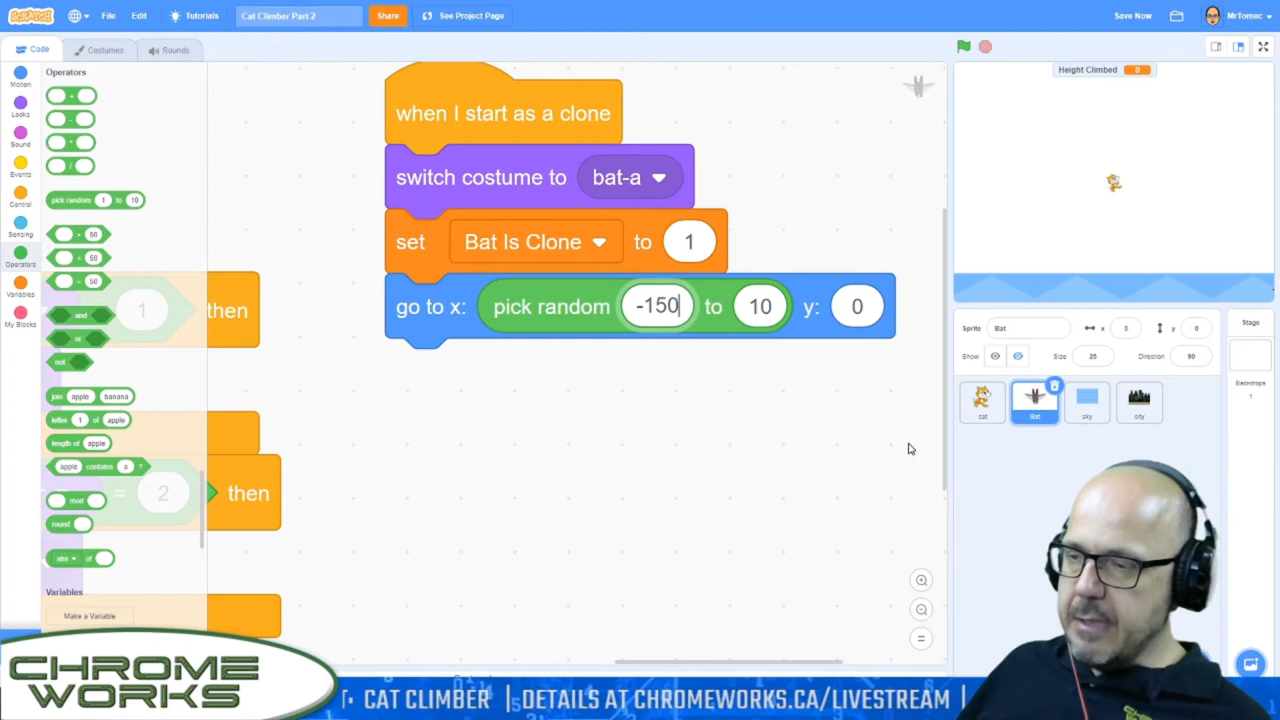 SCRATCH File Edit Tutorials Cat Climber Part 2 Share See Project Page Save Now MrTomec
Code Costumes Sounds
Motion
Looks
Sound
Events
Control
Sensing
Operators
Variables
My Blocks
Operators
+
-
*
/
pick random 1 to 10
> 50
< 50
= 50
and
or
not
join apple banana
letter 1 of apple
length of apple
apple contains a ?
mod
round
abs of
Variables
Make a Variable
1 then
= 2 then
when I start as a clone
switch costume to bat-a
set Bat Is Clone to 1
go to x: pick random -150 to 10 y: 0
Height Climbed 0
Sprite Bat x 0 y 0
Show Size 25 Direction 90
cat Bat sky city
Stage
Backdrops
1
CHROME
WORKS
T: CAT CLIMBER | DETAILS AT CHROMEWORKS.CA/LIVESTREAM |